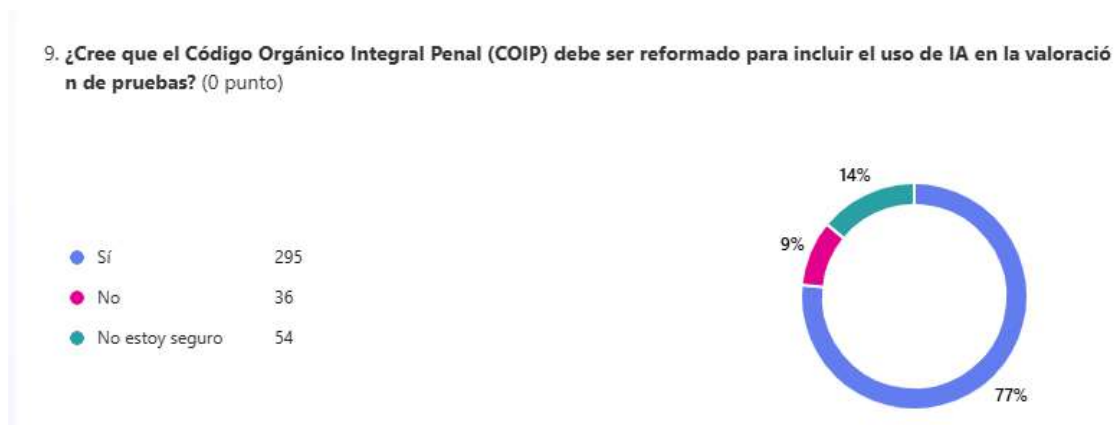 9. ¿Cree que el Código Orgánico Integral Penal (COIP) debe ser reformado para incluir el uso de IA en la valoració
n de pruebas? (0 punto)
14%
9%
Sí 295
No 36
No estoy seguro 54
77%